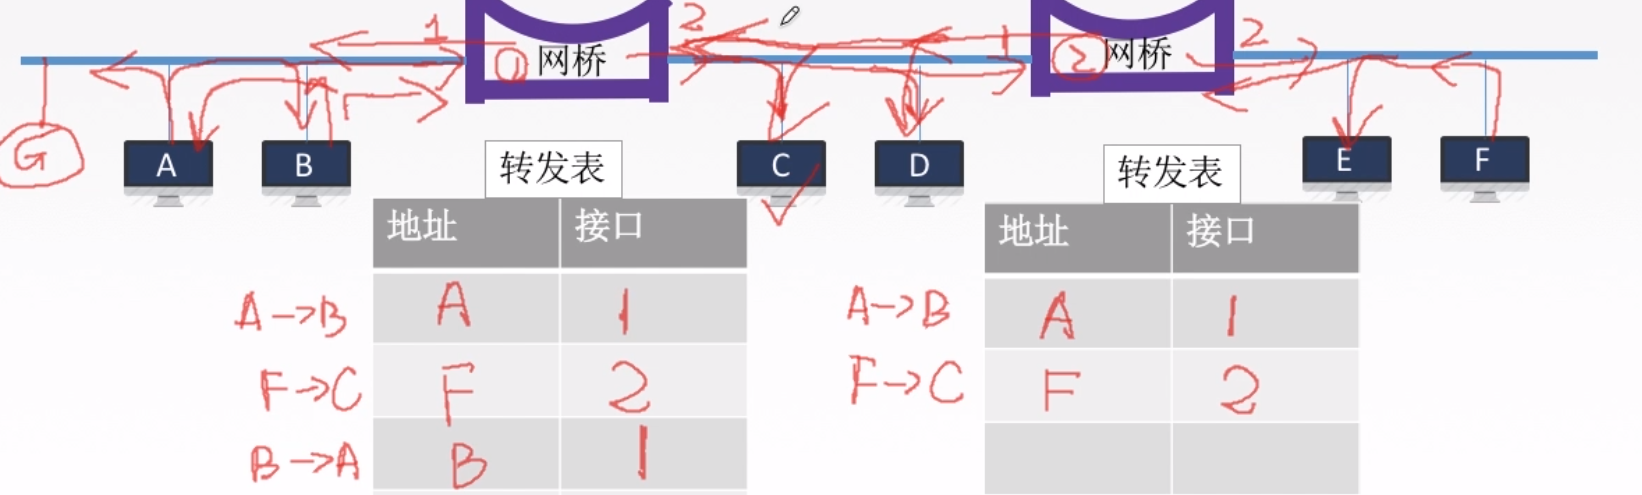 1 2 1 2
① 网桥 ② 网桥
G A B C D E F
转发表 转发表
地址 接口 地址 接口
A→B A 1 A→B A 1
F→C F 2 F→C F 2
B→A B 1